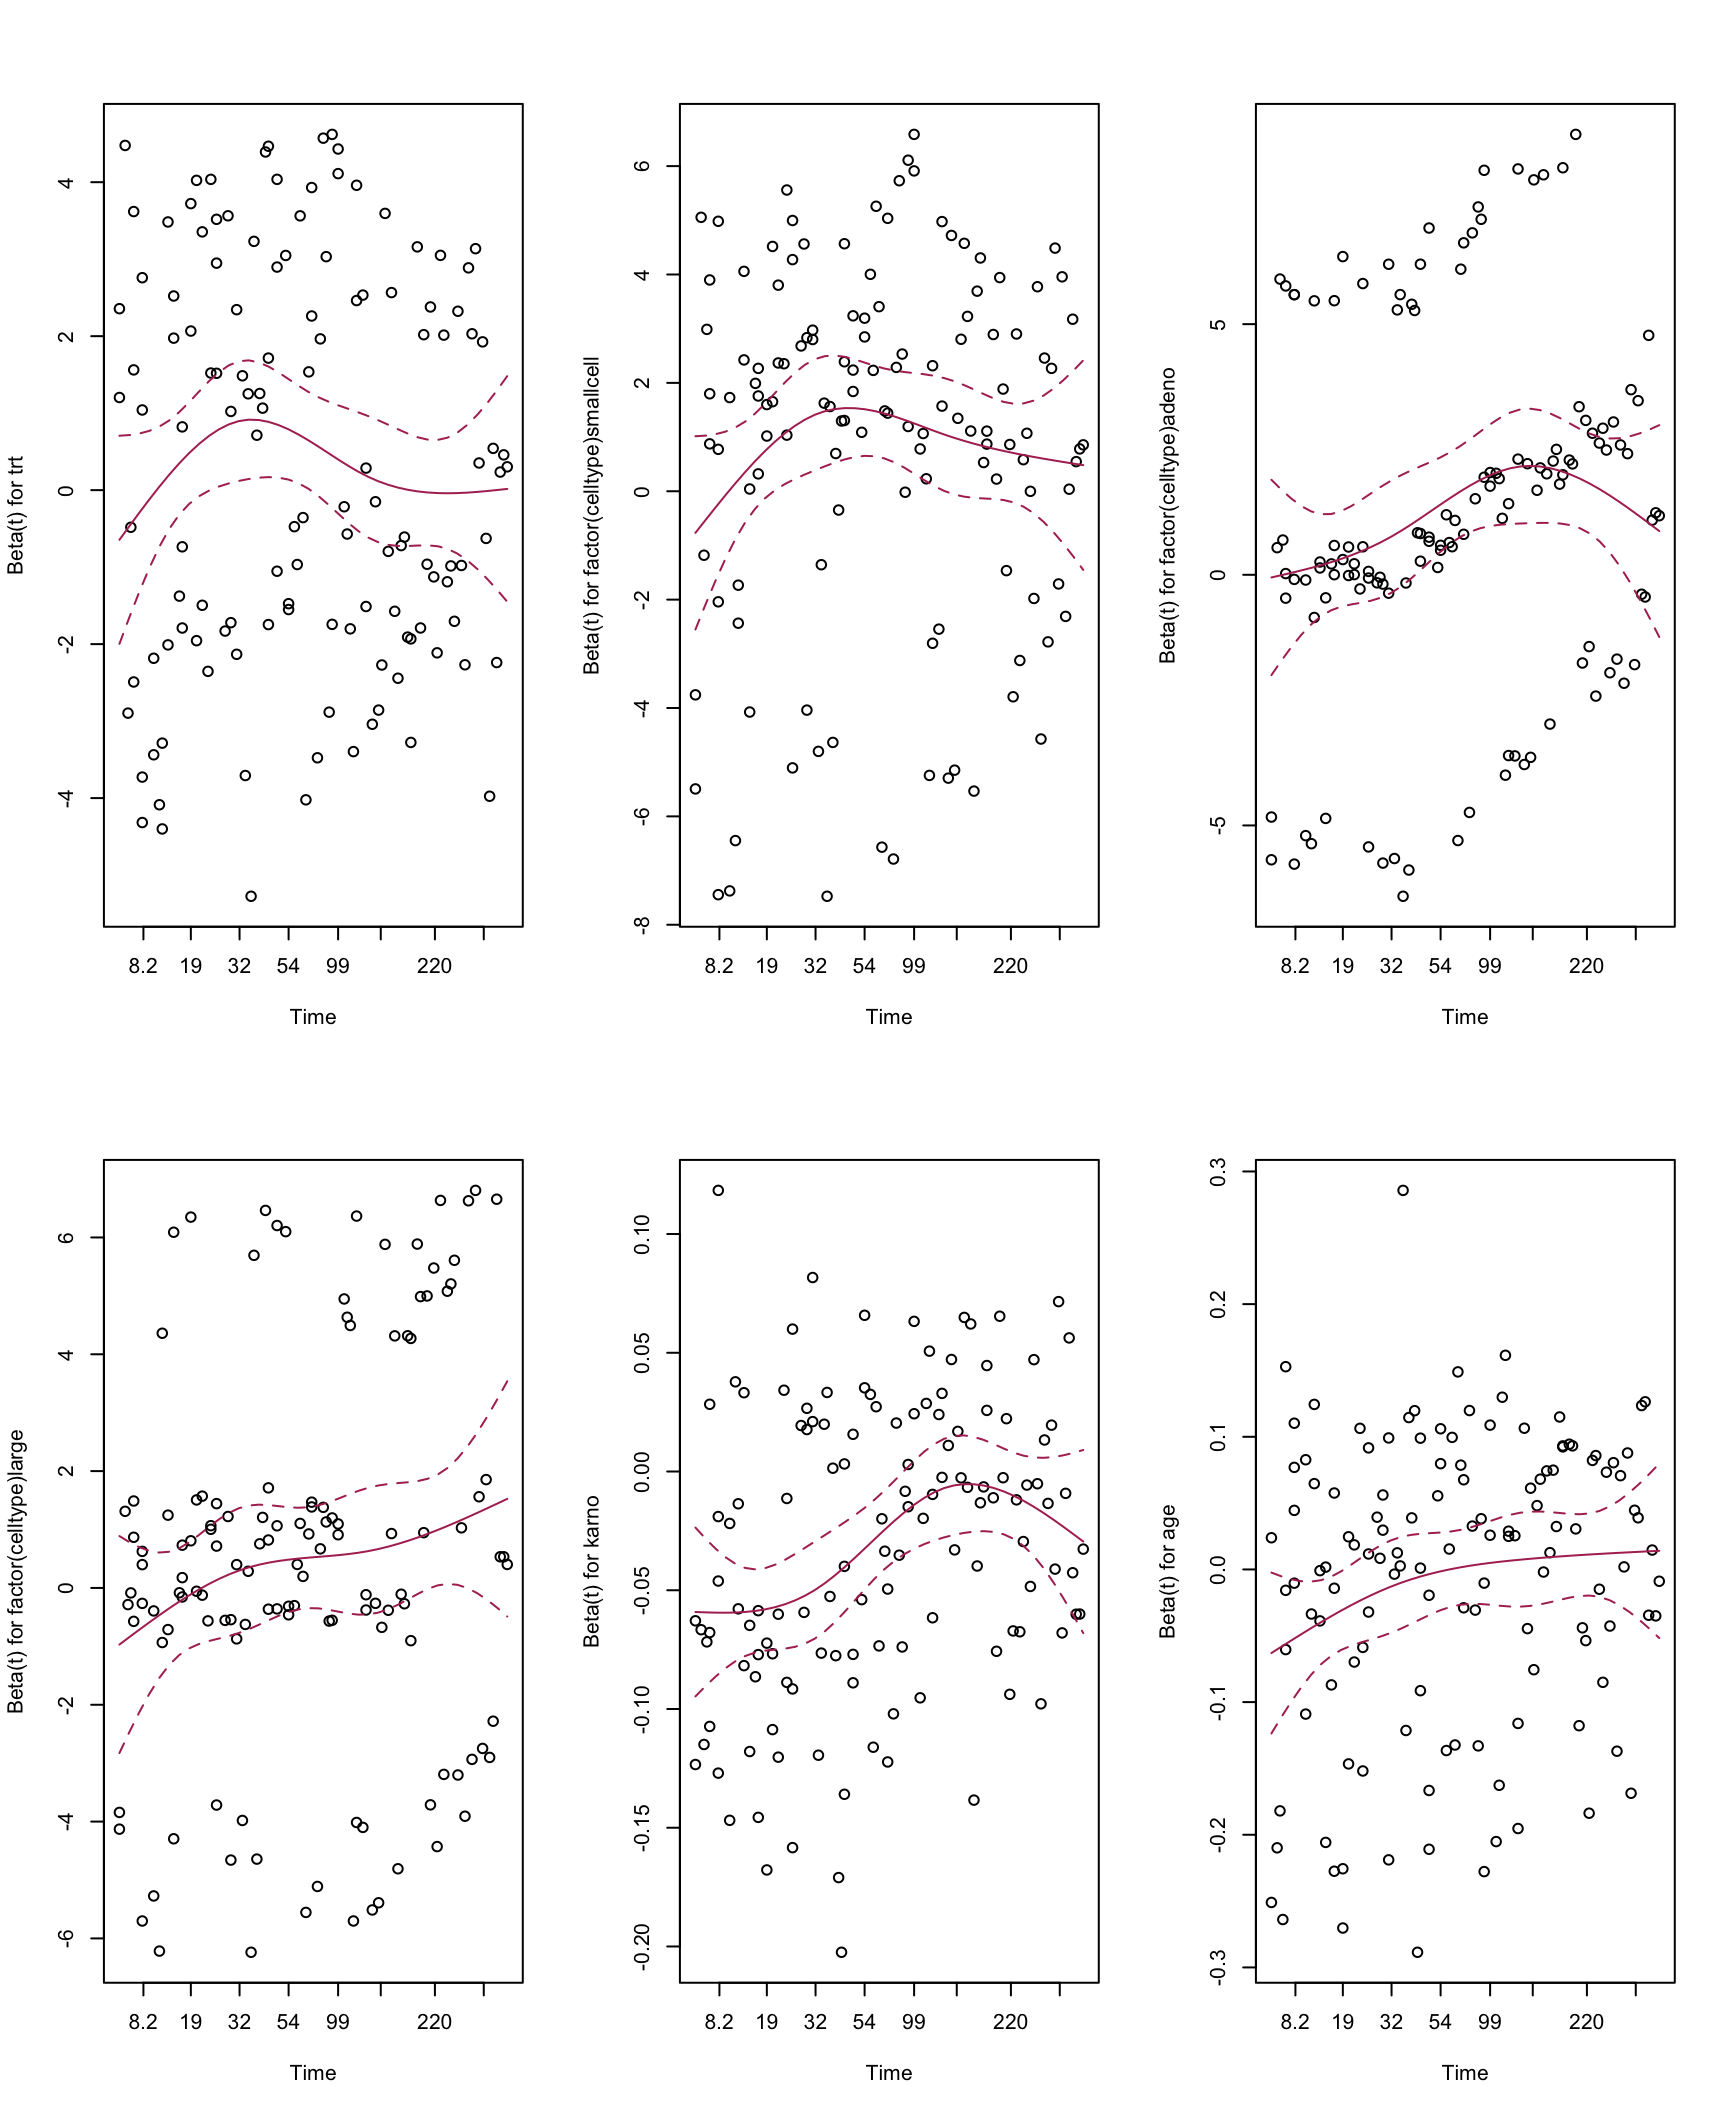 Beta(t) for trt
4
2
0
-2
-4
8.2 19 32 54 99 220
Time
Beta(t) for factor(celltype)smallcell
6
4
2
0
-2
-4
-6
-8
8.2 19 32 54 99 220
Time
Beta(t) for factor(celltype)adeno
5
0
-5
8.2 19 32 54 99 220
Time
Beta(t) for factor(celltype)large
6
4
2
0
-2
-4
-6
8.2 19 32 54 99 220
Time
Beta(t) for karno
0.10
0.05
0.00
-0.05
-0.10
-0.15
-0.20
8.2 19 32 54 99 220
Time
Beta(t) for age
0.3
0.2
0.1
0.0
-0.1
-0.2
-0.3
8.2 19 32 54 99 220
Time